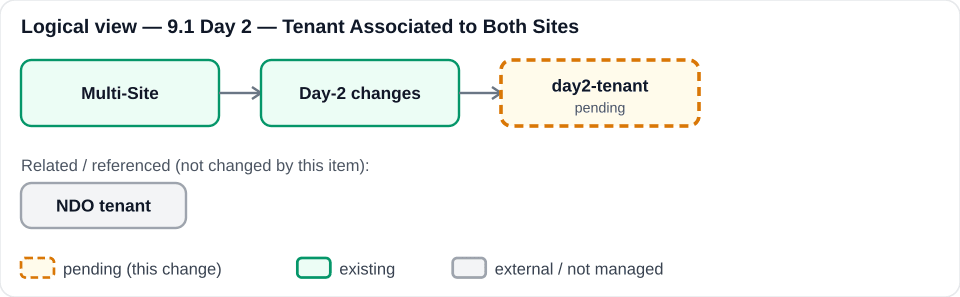 Logical view — 9.1 Day 2 — Tenant Associated to Both Sites
Multi-Site
Day-2 changes
day2-tenant
pending
Related / referenced (not changed by this item):
NDO tenant
pending (this change)
existing
external / not managed